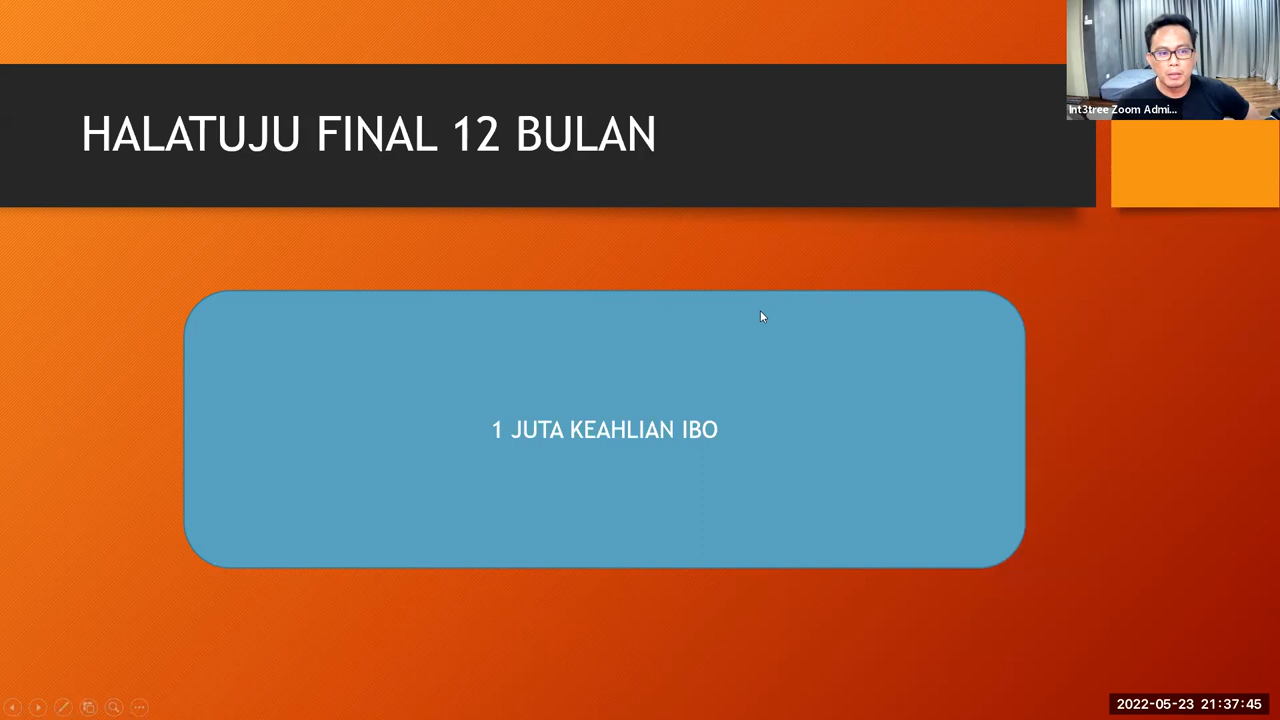 Int3tree Zoom Admi...
HALATUJU FINAL 12 BULAN
1 JUTA KEAHLIAN IBO
2022-05-23 21:37:45